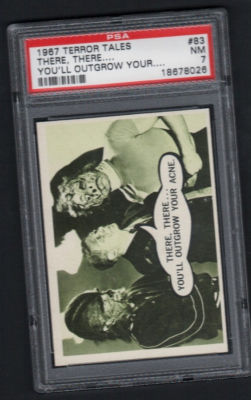 PSA
1967 TERROR TALES #83
THERE, THERE.... NM
YOU'LL OUTGROW YOUR.... 7
18678026
THERE, THERE...
YOU'LL OUTGROW YOUR ACNE.